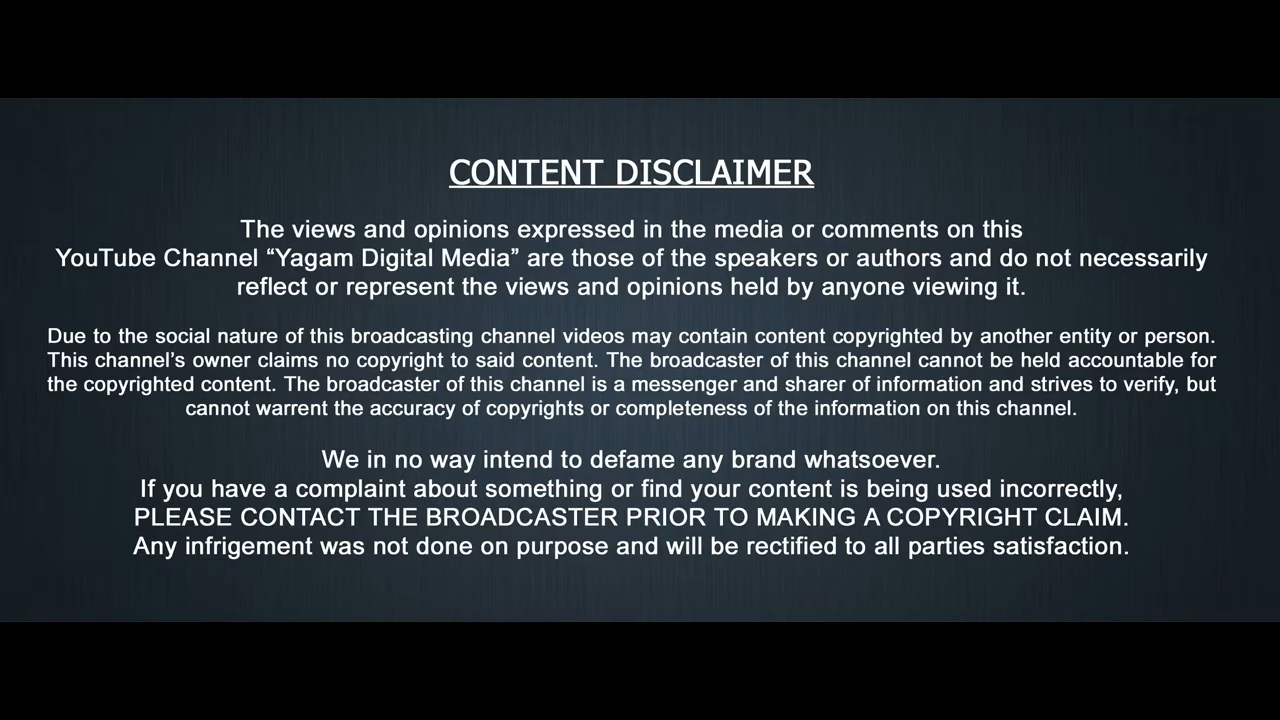 CONTENT DISCLAIMER
The views and opinions expressed in the media or comments on this
YouTube Channel “Yagam Digital Media” are those of the speakers or authors and do not necessarily
reflect or represent the views and opinions held by anyone viewing it.
Due to the social nature of this broadcasting channel videos may contain content copyrighted by another entity or person.
This channel’s owner claims no copyright to said content. The broadcaster of this channel cannot be held accountable for
the copyrighted content. The broadcaster of this channel is a messenger and sharer of information and strives to verify, but
cannot warrent the accuracy of copyrights or completeness of the information on this channel.
We in no way intend to defame any brand whatsoever.
If you have a complaint about something or find your content is being used incorrectly,
PLEASE CONTACT THE BROADCASTER PRIOR TO MAKING A COPYRIGHT CLAIM.
Any infrigement was not done on purpose and will be rectified to all parties satisfaction.